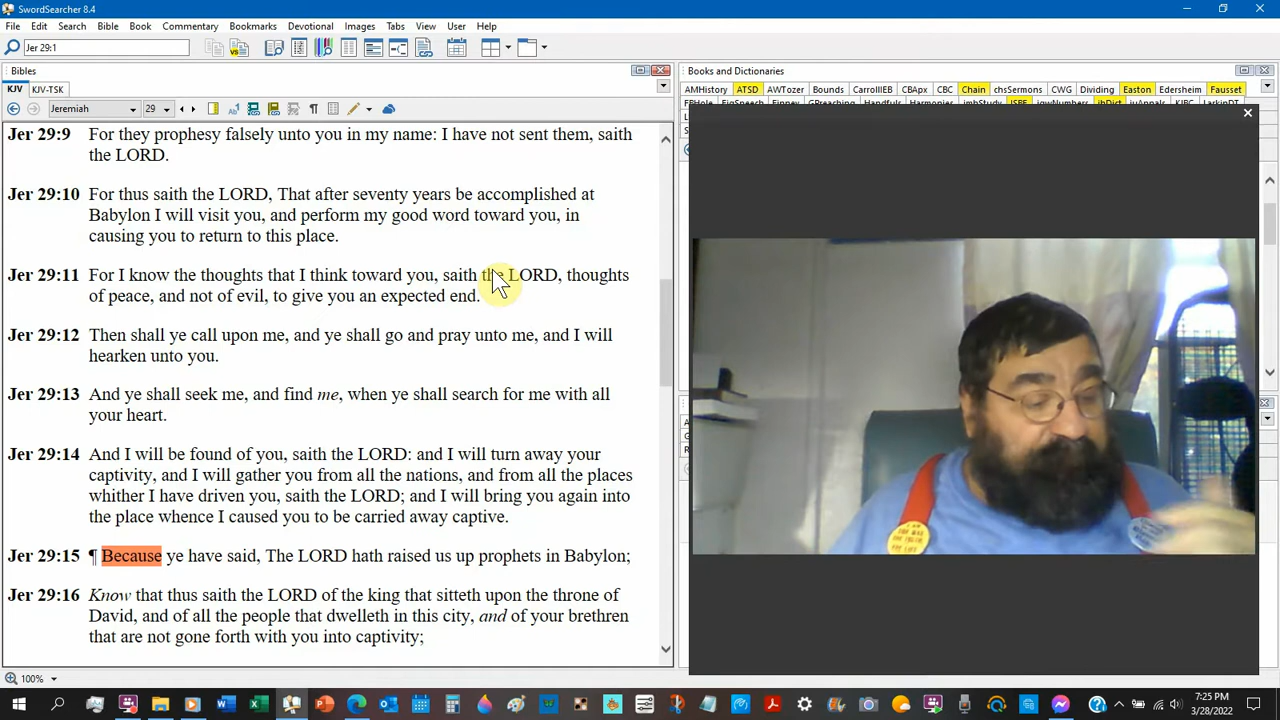 SwordSearcher 8.4
File Edit Search Bible Book Commentary Bookmarks Devotional Images Tabs View User Help
Jer 29:1
Bibles
KJV KJV-TSK
Jeremiah 29
Jer 29:9 For they prophesy falsely unto you in my name: I have not sent them, saith
the LORD.
Jer 29:10 For thus saith the LORD, That after seventy years be accomplished at
Babylon I will visit you, and perform my good word toward you, in
causing you to return to this place.
Jer 29:11 For I know the thoughts that I think toward you, saith the LORD, thoughts
of peace, and not of evil, to give you an expected end.
Jer 29:12 Then shall ye call upon me, and ye shall go and pray unto me, and I will
hearken unto you.
Jer 29:13 And ye shall seek me, and find me, when ye shall search for me with all
your heart.
Jer 29:14 And I will be found of you, saith the LORD: and I will turn away your
captivity, and I will gather you from all the nations, and from all the places
whither I have driven you, saith the LORD; and I will bring you again into
the place whence I caused you to be carried away captive.
Jer 29:15 ¶ Because ye have said, The LORD hath raised us up prophets in Babylon;
Jer 29:16 Know that thus saith the LORD of the king that sitteth upon the throne of
David, and of all the people that dwelleth in this city, and of your brethren
that are not gone forth with you into captivity;
100%
Books and Dictionaries
AMHistory ATSD AWTozer Bounds CarrollIEB CBApx CBC Chain chsSermons CWG Dividing Easton Edersheim Fausset
7:25 PM
3/28/2022